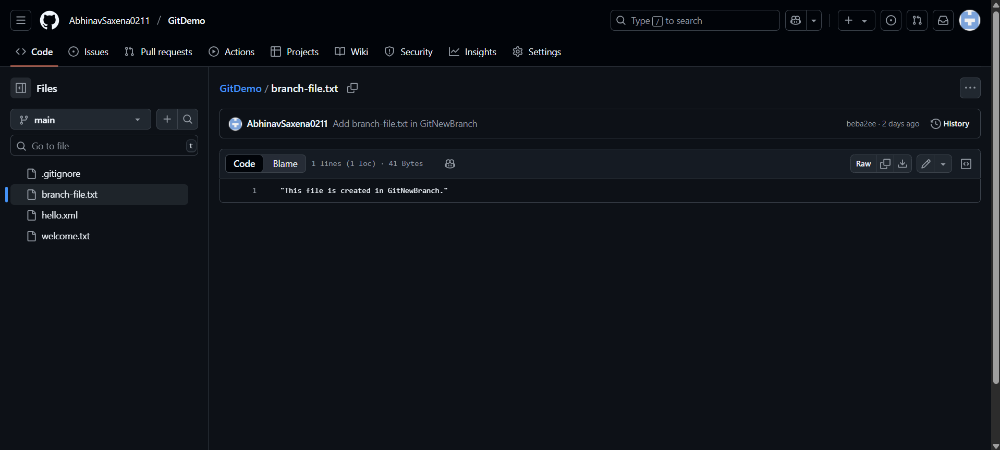 AbhinavSaxena0211 / GitDemo
Type / to search
Code Issues Pull requests Actions Projects Wiki Security Insights Settings
Files
main
Go to file t
.gitignore
branch-file.txt
hello.xml
welcome.txt
GitDemo / branch-file.txt
AbhinavSaxena0211 Add branch-file.txt in GitNewBranch
beba2ee · 2 days ago History
Code Blame 1 lines (1 loc) · 41 Bytes
Raw
1 "This file is created in GitNewBranch."